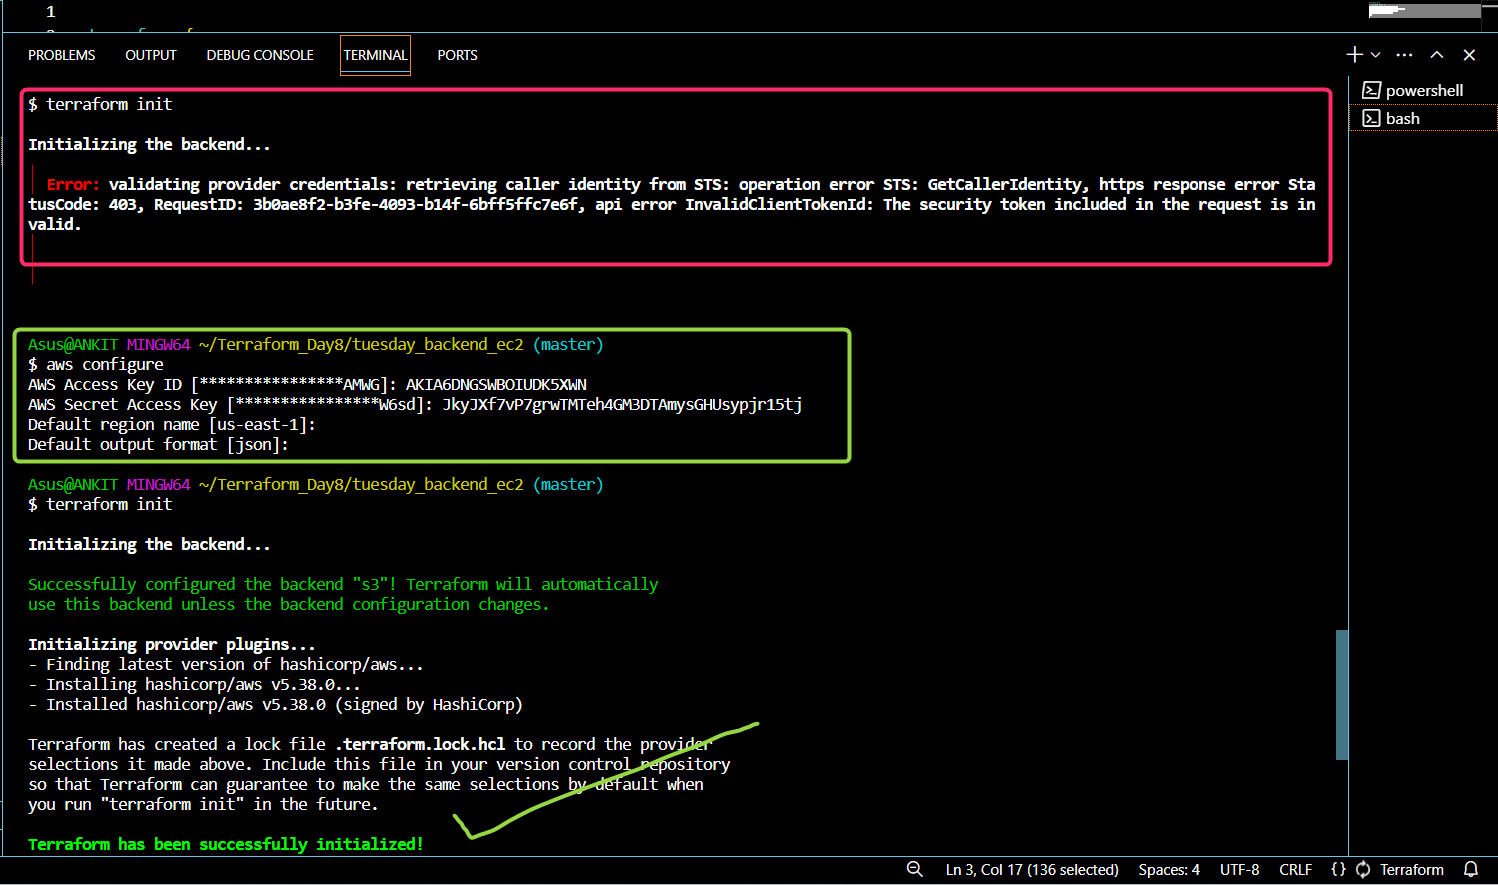 1
PROBLEMS OUTPUT DEBUG CONSOLE TERMINAL PORTS
powershell
bash
$ terraform init
Initializing the backend...
Error: validating provider credentials: retrieving caller identity from STS: operation error STS: GetCallerIdentity, https response error Sta
tusCode: 403, RequestID: 3b0ae8f2-b3fe-4093-b14f-6bff5ffc7e6f, api error InvalidClientTokenId: The security token included in the request is in
valid.
Asus@ANKIT MINGW64 ~/Terraform_Day8/tuesday_backend_ec2 (master)
$ aws configure
AWS Access Key ID [****************AMWG]: AKIA6DNGSWBOIUDK5XWN
AWS Secret Access Key [****************W6sd]: 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
Default region name [us-east-1]:
Default output format [json]:
Asus@ANKIT MINGW64 ~/Terraform_Day8/tuesday_backend_ec2 (master)
$ terraform init
Initializing the backend...
Successfully configured the backend "s3"! Terraform will automatically
use this backend unless the backend configuration changes.
Initializing provider plugins...
- Finding latest version of hashicorp/aws...
- Installing hashicorp/aws v5.38.0...
- Installed hashicorp/aws v5.38.0 (signed by HashiCorp)
Terraform has created a lock file .terraform.lock.hcl to record the provider
selections it made above. Include this file in your version control repository
so that Terraform can guarantee to make the same selections by default when
you run "terraform init" in the future.
Terraform has been successfully initialized!
Ln 3, Col 17 (136 selected) Spaces: 4 UTF-8 CRLF {} Terraform